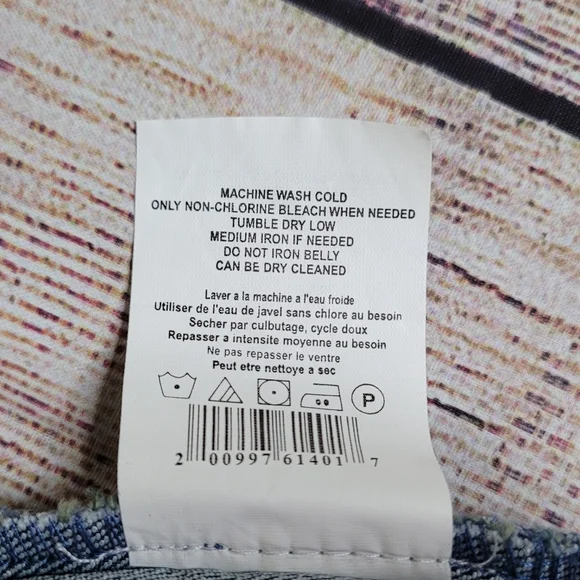 MACHINE WASH COLD
ONLY NON-CHLORINE BLEACH WHEN NEEDED
TUMBLE DRY LOW
MEDIUM IRON IF NEEDED
DO NOT IRON BELLY
CAN BE DRY CLEANED
Laver a la machine a l'eau froide
Utiliser de l'eau de javel sans chlore au besoin
Secher par culbutage, cycle doux
Repasser a intensite moyenne au besoin
Ne pas repasser le ventre
Peut etre nettoye a sec
P
2 00997 61401 7